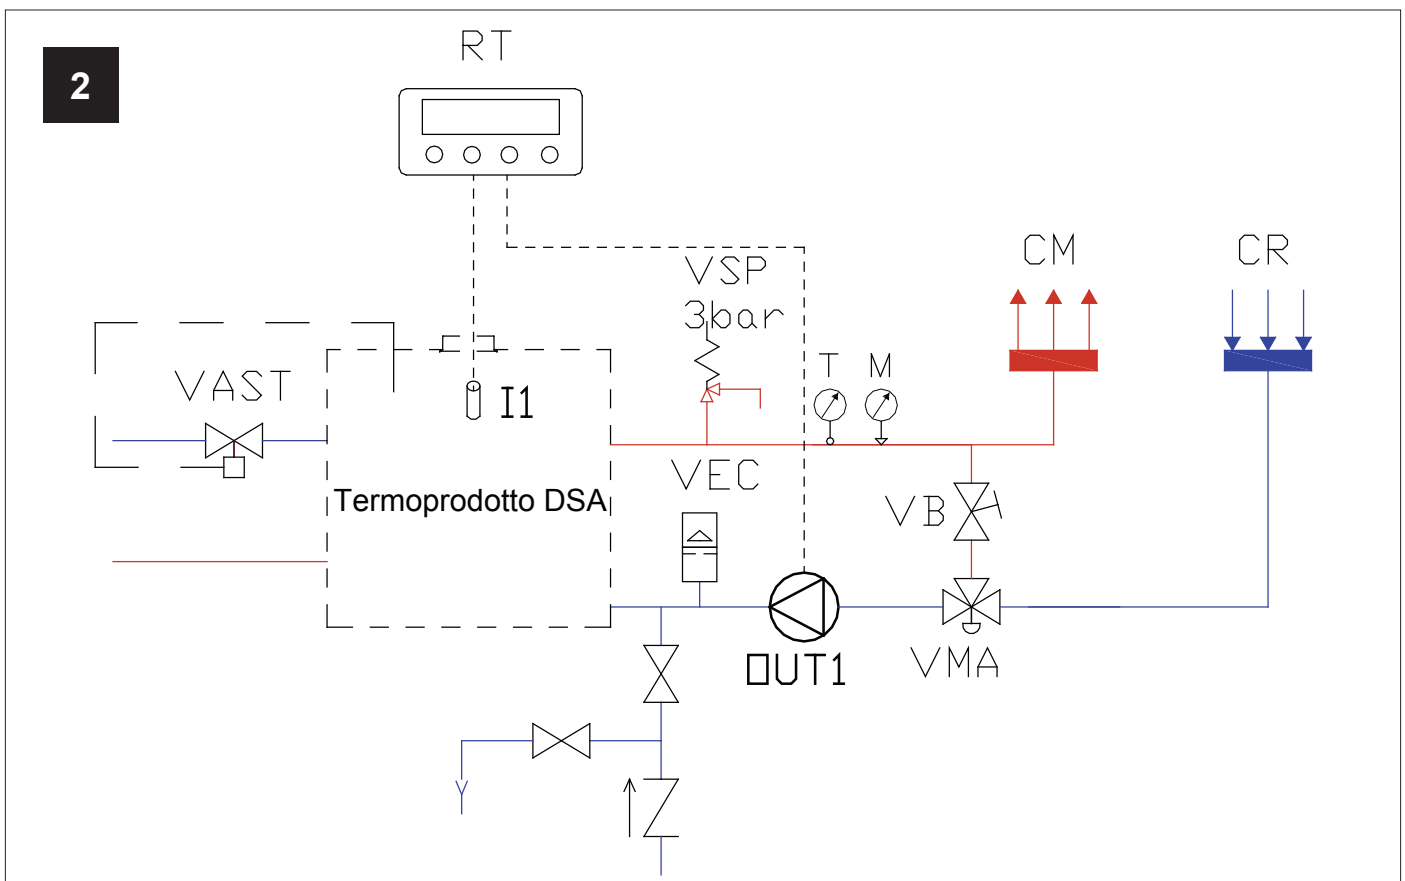 2
RT
CM
CR
VSP
3bar
T
M
VAST
I1
VEC
Termoprodotto DSA
VB
OUT1
VMA